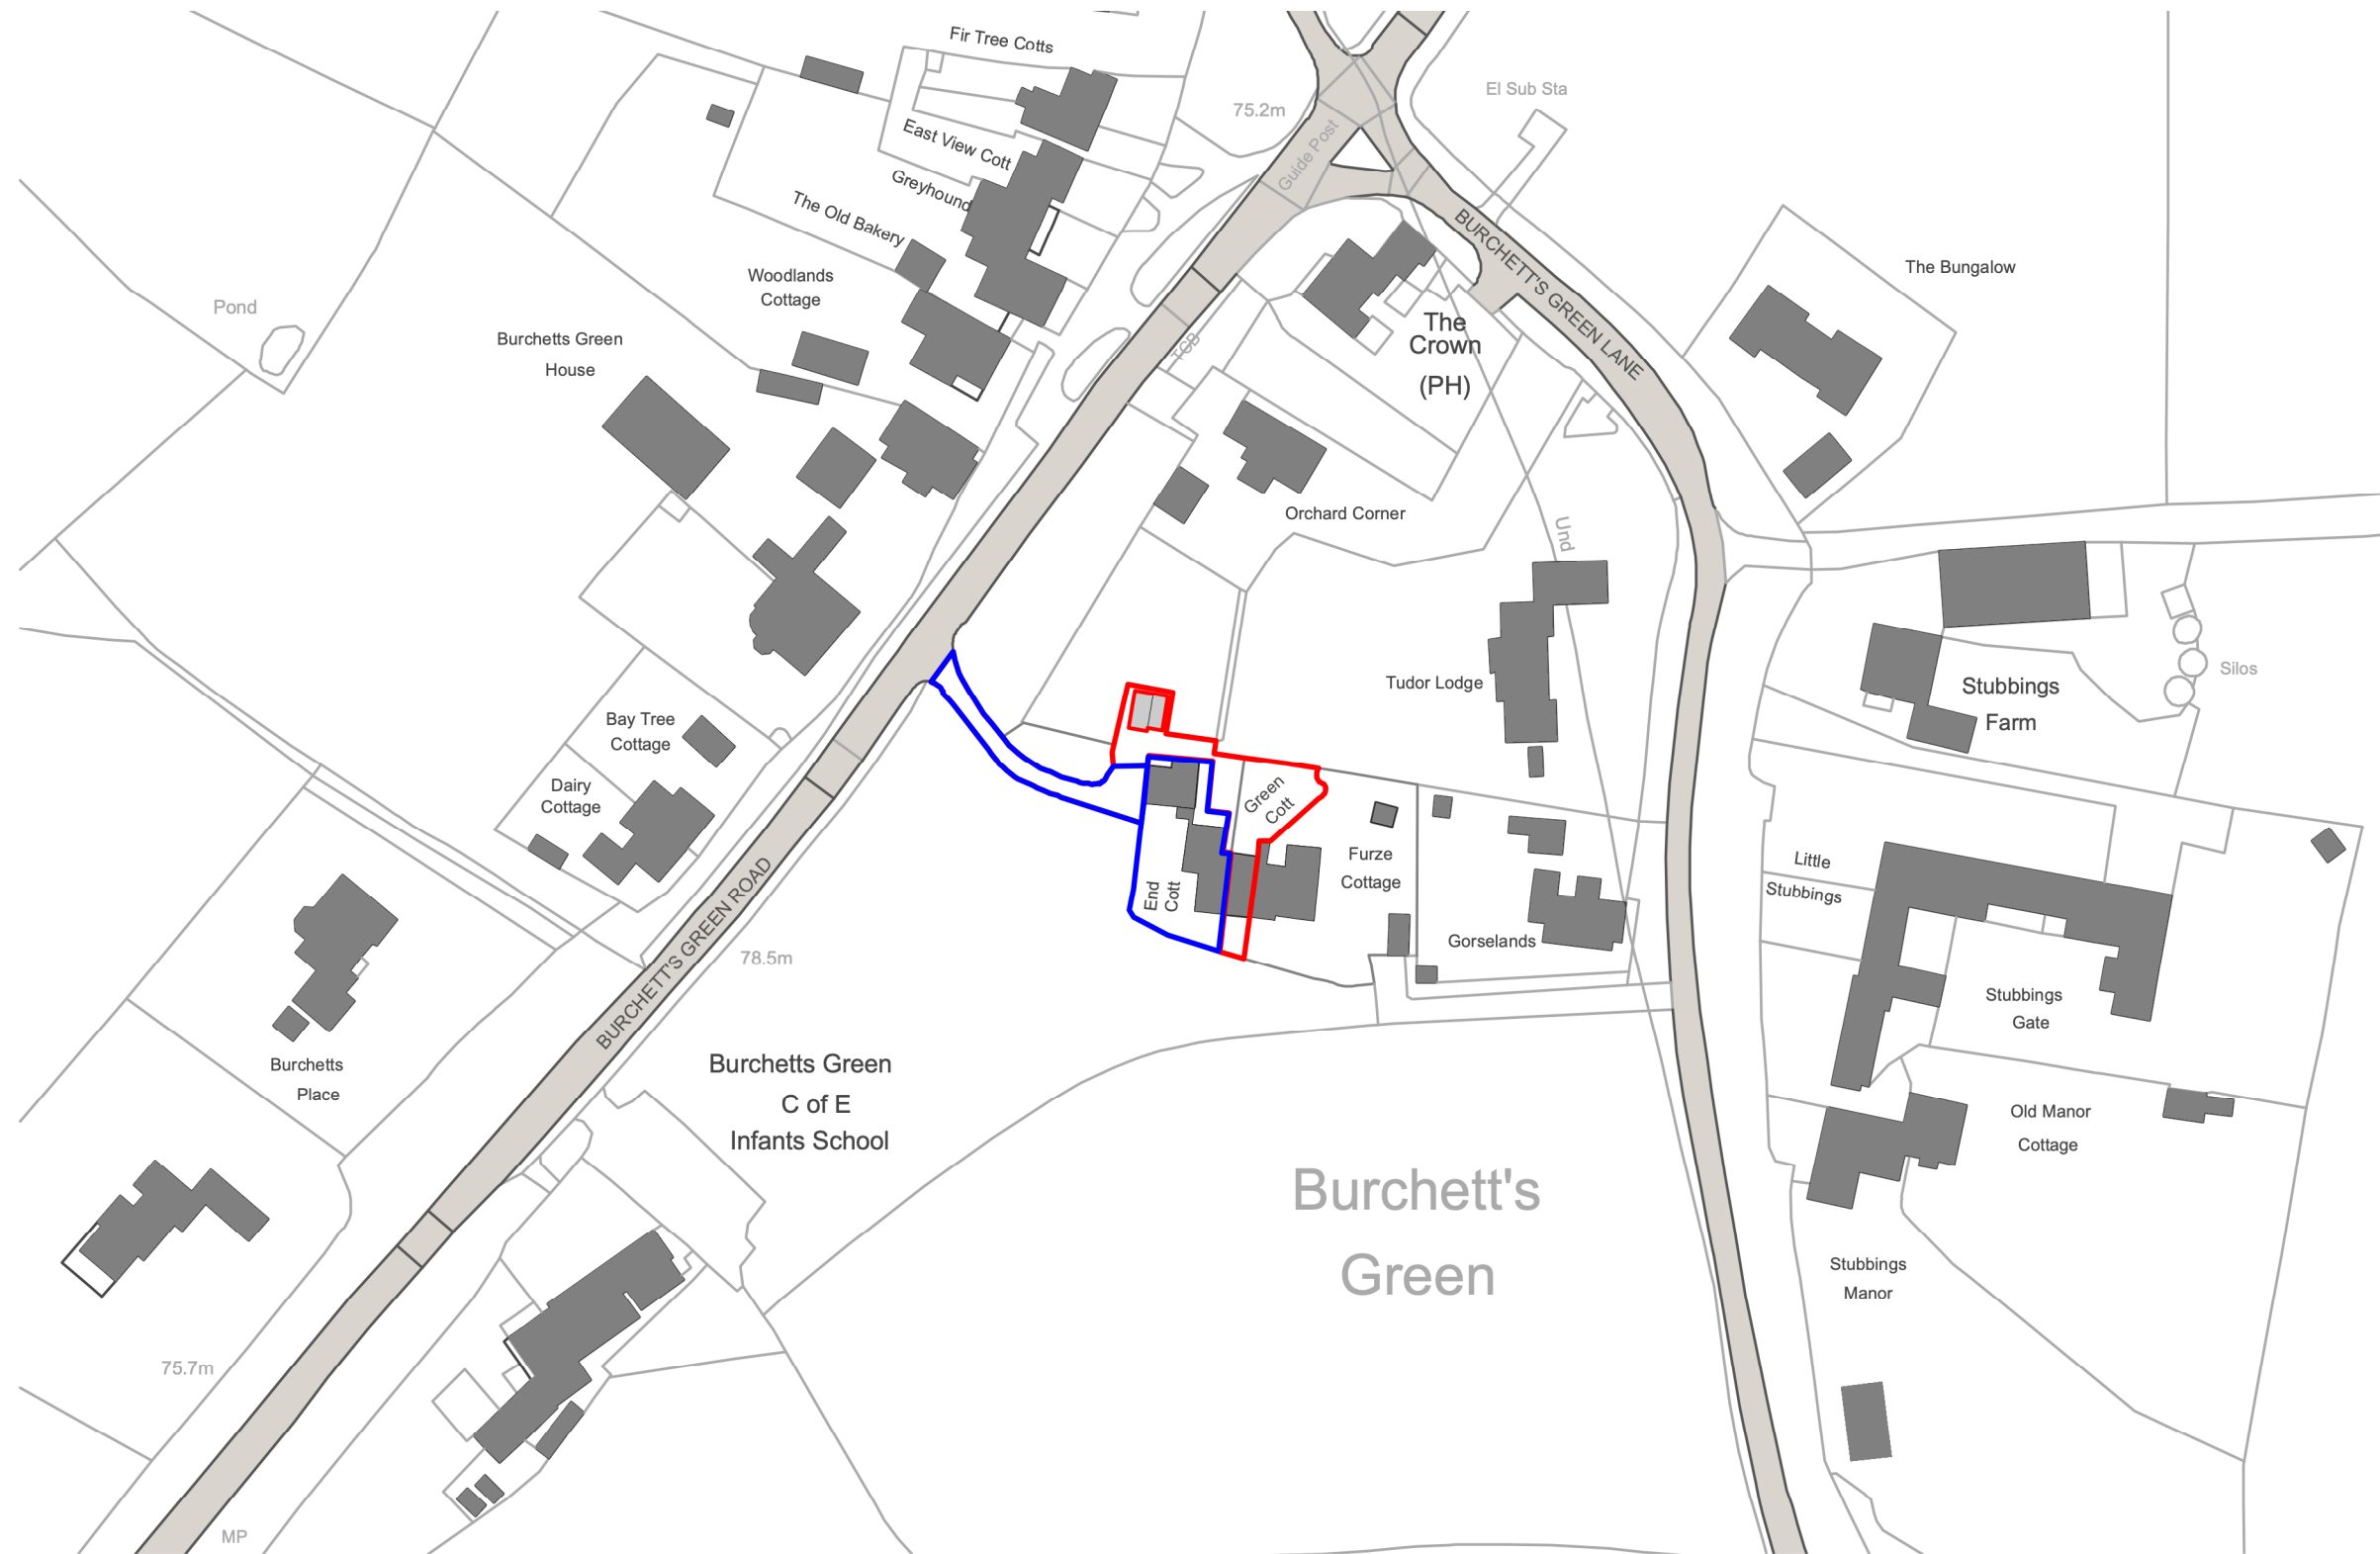 Fir Tree Cotts
El Sub Sta
75.2m
East View Cott
Guide Post
Greyhound
The Old Bakery
BURCHETT'S GREEN LANE
The Bungalow
Woodlands
Cottage
Pond
Burchetts Green
House
The
Crown
(PH)
TCB
Orchard Corner
Und
Tudor Lodge
Stubbings
Farm
Silos
Bay Tree
Cottage
Dairy
Cottage
Green
Cott
Furze
Cottage
End
Cott
Little
Stubbings
Gorselands
BURCHETT'S GREEN ROAD
78.5m
Stubbings
Gate
Burchetts
Place
Burchetts Green
C of E
Infants School
Old Manor
Cottage
Burchett's
Green
Stubbings
Manor
75.7m
MP